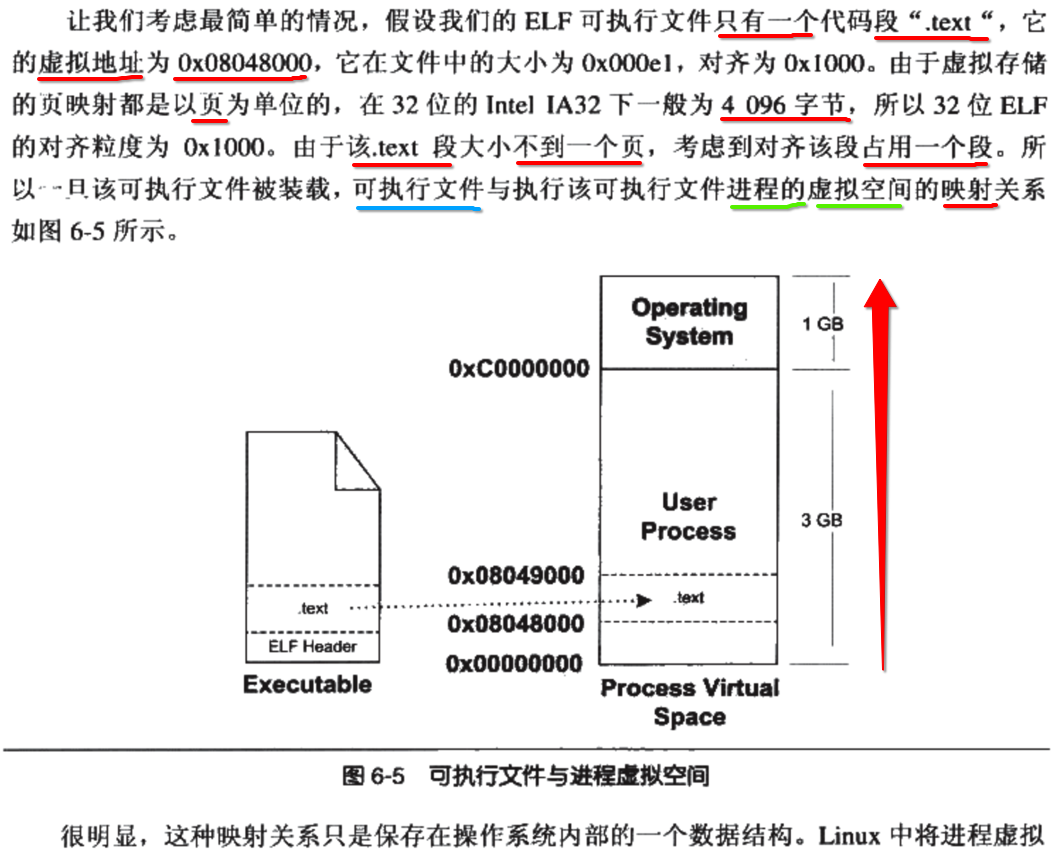 让我们考虑最简单的情况，假设我们的 ELF 可执行文件只有一个代码段“.text“，它
的虚拟地址为 0x08048000，它在文件中的大小为 0x000e1，对齐为 0x1000。由于虚拟存储
的页映射都是以页为单位的，在 32 位的 Intel IA32 下一般为 4 096 字节，所以 32 位 ELF
的对齐粒度为 0x1000。由于该.text 段大小不到一个页，考虑到对齐该段占用一个段。所
以一旦该可执行文件被装载，可执行文件与执行该可执行文件进程的虚拟空间的映射关系
如图 6-5 所示。
Operating
System
1 GB
0xC0000000
User
Process
3 GB
0x08049000
.text
.text
0x08048000
ELF Header
0x00000000
Executable
Process Virtual
Space
图 6-5 可执行文件与进程虚拟空间
很明显，这种映射关系只是保存在操作系统内部的一个数据结构。Linux 中将进程虚拟